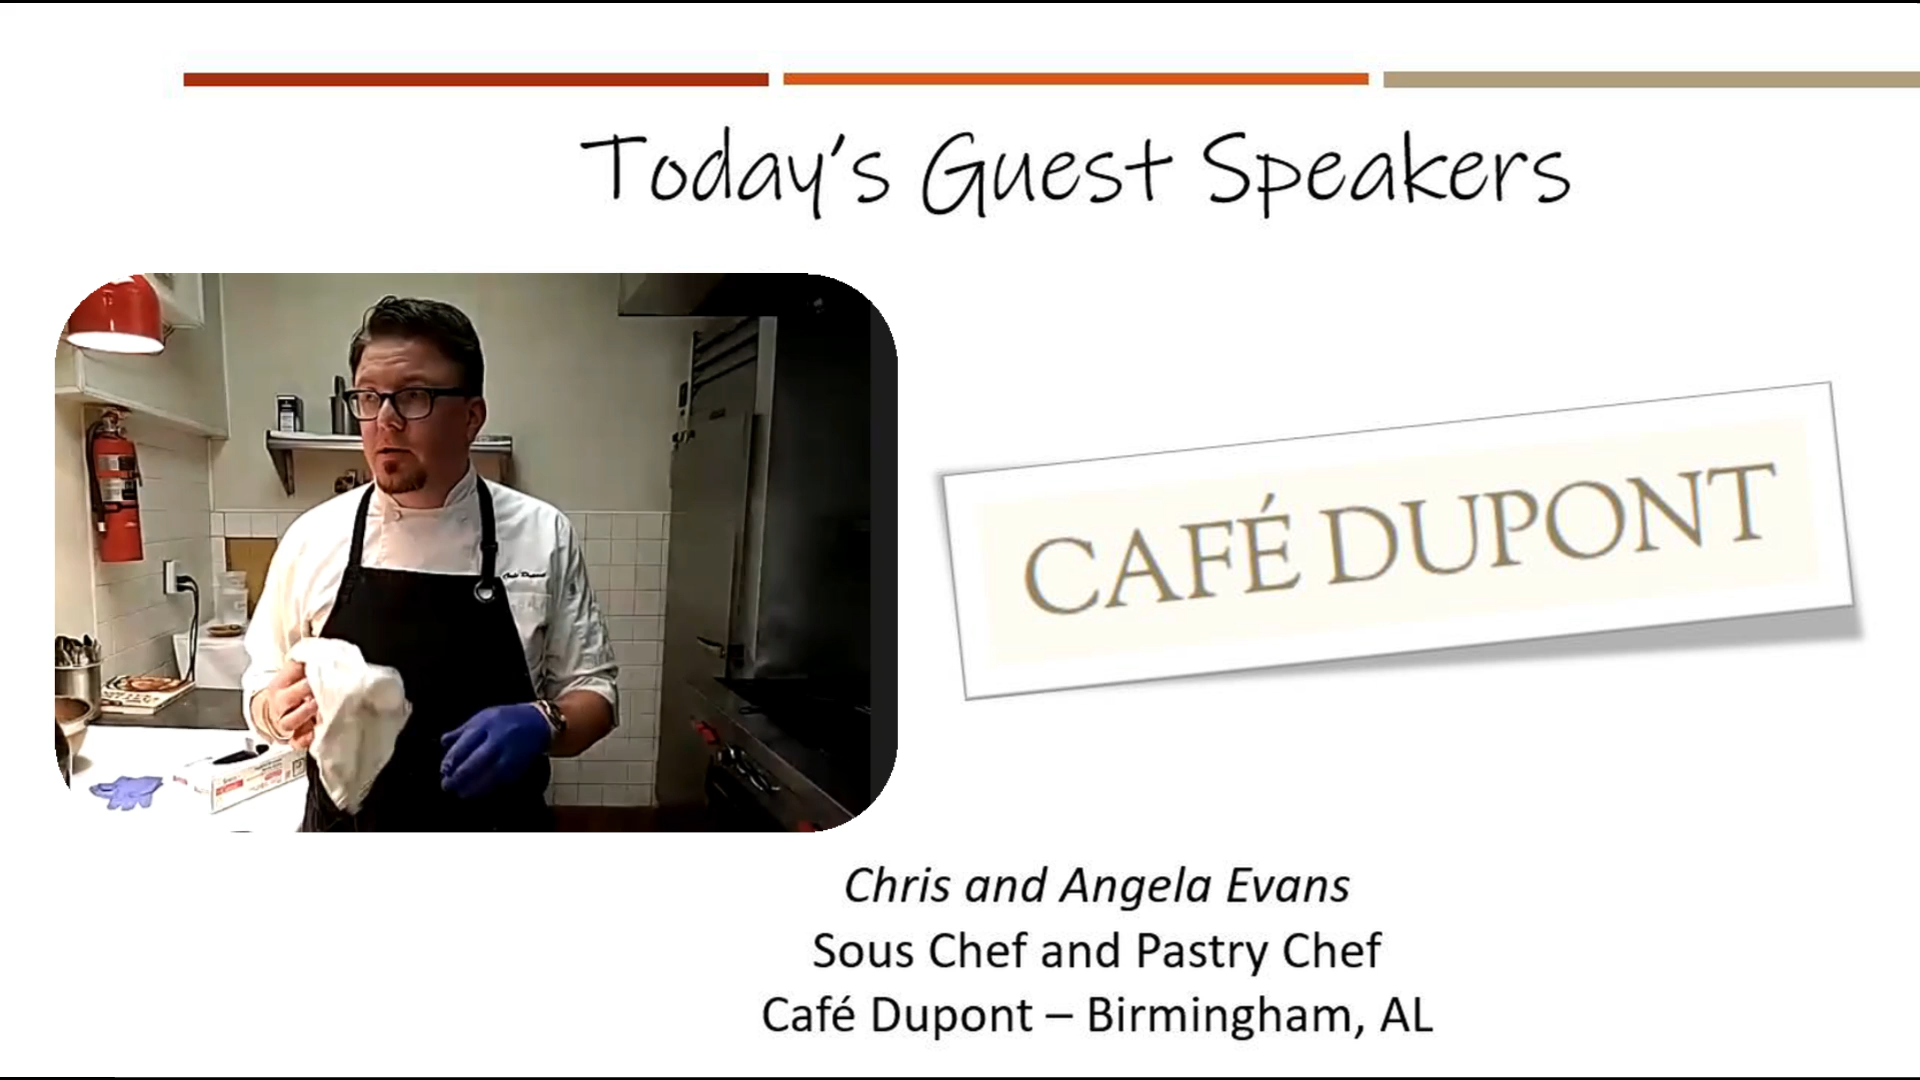 Today's Guest Speakers
CAFÉ DUPONT
Chris and Angela Evans
Sous Chef and Pastry Chef
Café Dupont – Birmingham, AL